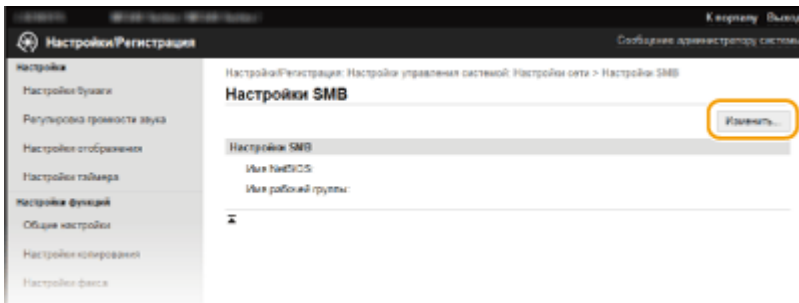 К порталу Выход
Настройки/Регистрация
Сообщение администратору системы
Настройки
Настройки бумаги
Регулировка громкости звука
Настройки отображения
Настройки таймера
Настройки функций
Общие настройки
Настройки копирования
Настройки факса
Настройки/Регистрация: Настройки управления системой: Настройки сети > Настройки SMB
Настройки SMB
Изменить...
Настройки SMB
Имя NetBIOS:
Имя рабочей группы: